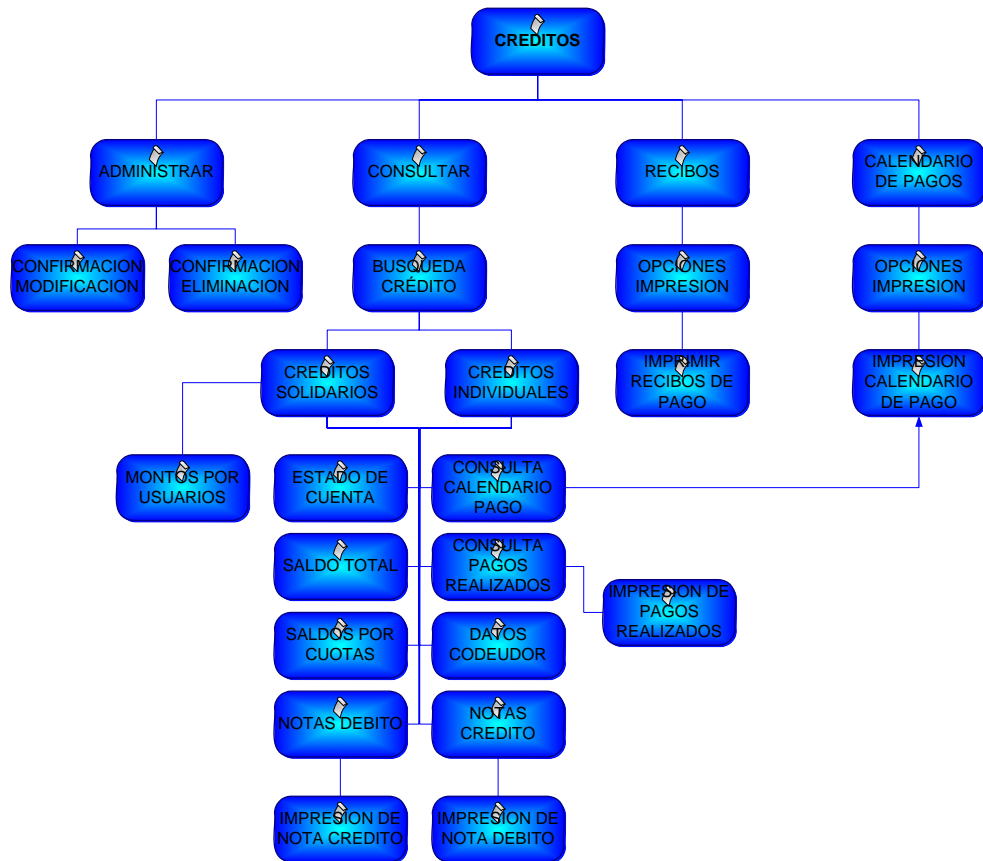 CREDITOS
ADMINISTRAR
CONSULTAR
RECIBOS
CALENDARIO
DE PAGOS
CONFIRMACION
MODIFICACION
CONFIRMACION
ELIMINACION
BUSQUEDA
CRÉDITO
OPCIONES
IMPRESION
OPCIONES
IMPRESION
CREDITOS
SOLIDARIOS
CREDITOS
INDIVIDUALES
IMPRIMIR
RECIBOS DE
PAGO
IMPRESION
CALENDARIO
DE PAGO
MONTOS POR
USUARIOS
ESTADO DE
CUENTA
CONSULTA
CALENDARIO
PAGO
SALDO TOTAL
CONSULTA
PAGOS
REALIZADOS
IMPRESION DE
PAGOS
REALIZADOS
SALDOS POR
CUOTAS
DATOS
CODEUDOR
NOTAS DEBITO
NOTAS
CREDITO
IMPRESION DE
NOTA CREDITO
IMPRESION DE
NOTA DEBITO